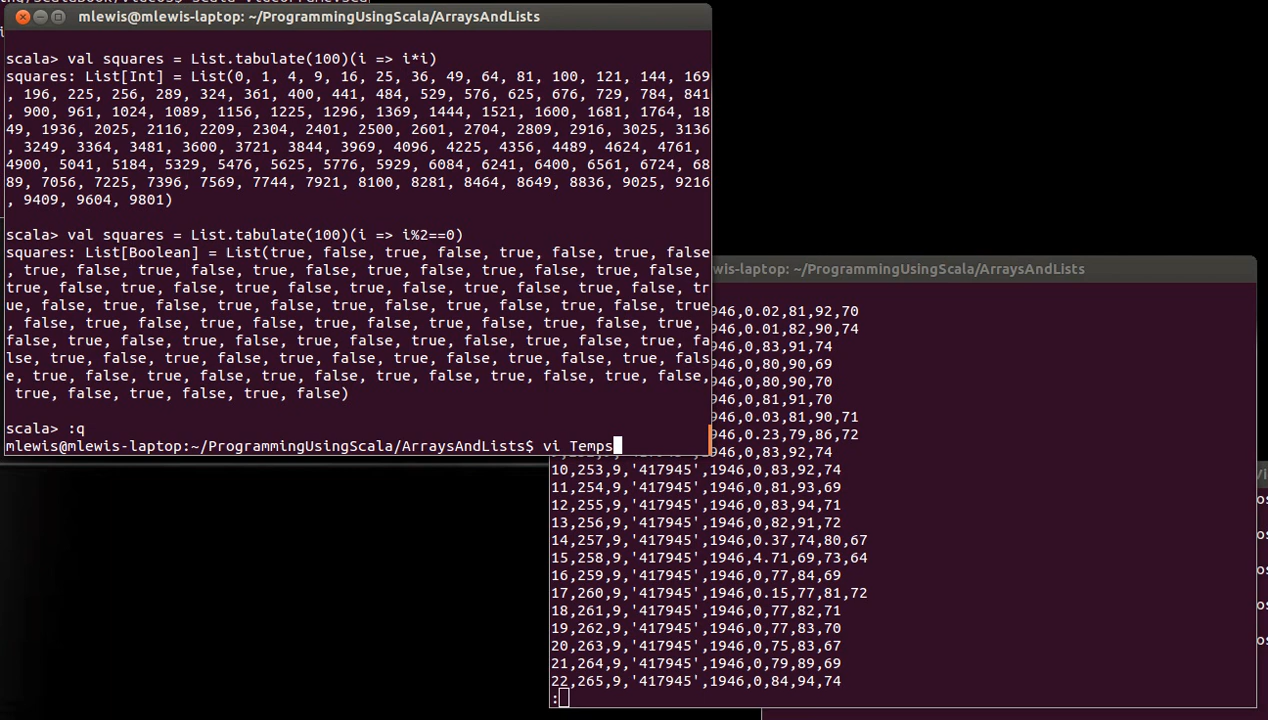 mlewis@mlewis-laptop: ~/ProgrammingUsingScala/ArraysAndLists
scala> val squares = List.tabulate(100)(i => i*i)
squares: List[Int] = List(0, 1, 4, 9, 16, 25, 36, 49, 64, 81, 100, 121, 144, 169
, 196, 225, 256, 289, 324, 361, 400, 441, 484, 529, 576, 625, 676, 729, 784, 841
, 900, 961, 1024, 1089, 1156, 1225, 1296, 1369, 1444, 1521, 1600, 1681, 1764, 18
49, 1936, 2025, 2116, 2209, 2304, 2401, 2500, 2601, 2704, 2809, 2916, 3025, 3136
, 3249, 3364, 3481, 3600, 3721, 3844, 3969, 4096, 4225, 4356, 4489, 4624, 4761,
4900, 5041, 5184, 5329, 5476, 5625, 5776, 5929, 6084, 6241, 6400, 6561, 6724, 68
89, 7056, 7225, 7396, 7569, 7744, 7921, 8100, 8281, 8464, 8649, 8836, 9025, 9216
, 9409, 9604, 9801)
scala> val squares = List.tabulate(100)(i => i%2==0)
squares: List[Boolean] = List(true, false, true, false, true, false, true, false
, true, false, true, false, true, false, true, false, true, false, true, false,
true, false, true, false, true, false, true, false, true, false, true, false, tr
ue, false, true, false, true, false, true, false, true, false, true, false, true
, false, true, false, true, false, true, false, true, false, true, false, true,
false, true, false, true, false, true, false, true, false, true, false, true, fa
lse, true, false, true, false, true, false, true, false, true, false, true, fals
e, true, false, true, false, true, false, true, false, true, false, true, false,
 true, false, true, false, true, false)
scala> :q
mlewis@mlewis-laptop:~/ProgrammingUsingScala/ArraysAndLists$ vi Temps
wis-laptop: ~/ProgrammingUsingScala/ArraysAndLists
946,0.02,81,92,70
946,0.01,82,90,74
946,0,83,91,74
946,0,80,90,69
946,0,80,90,70
946,0,81,91,70
946,0.03,81,90,71
946,0.23,79,86,72
946,0,83,92,74
10,253,9,'417945',1946,0,83,92,74
11,254,9,'417945',1946,0,81,93,69
12,255,9,'417945',1946,0,83,94,71
13,256,9,'417945',1946,0,82,91,72
14,257,9,'417945',1946,0.37,74,80,67
15,258,9,'417945',1946,4.71,69,73,64
16,259,9,'417945',1946,0,77,84,69
17,260,9,'417945',1946,0.15,77,81,72
18,261,9,'417945',1946,0,77,82,71
19,262,9,'417945',1946,0,77,83,70
20,263,9,'417945',1946,0,75,83,67
21,264,9,'417945',1946,0,79,89,69
22,265,9,'417945',1946,0,84,94,74
: